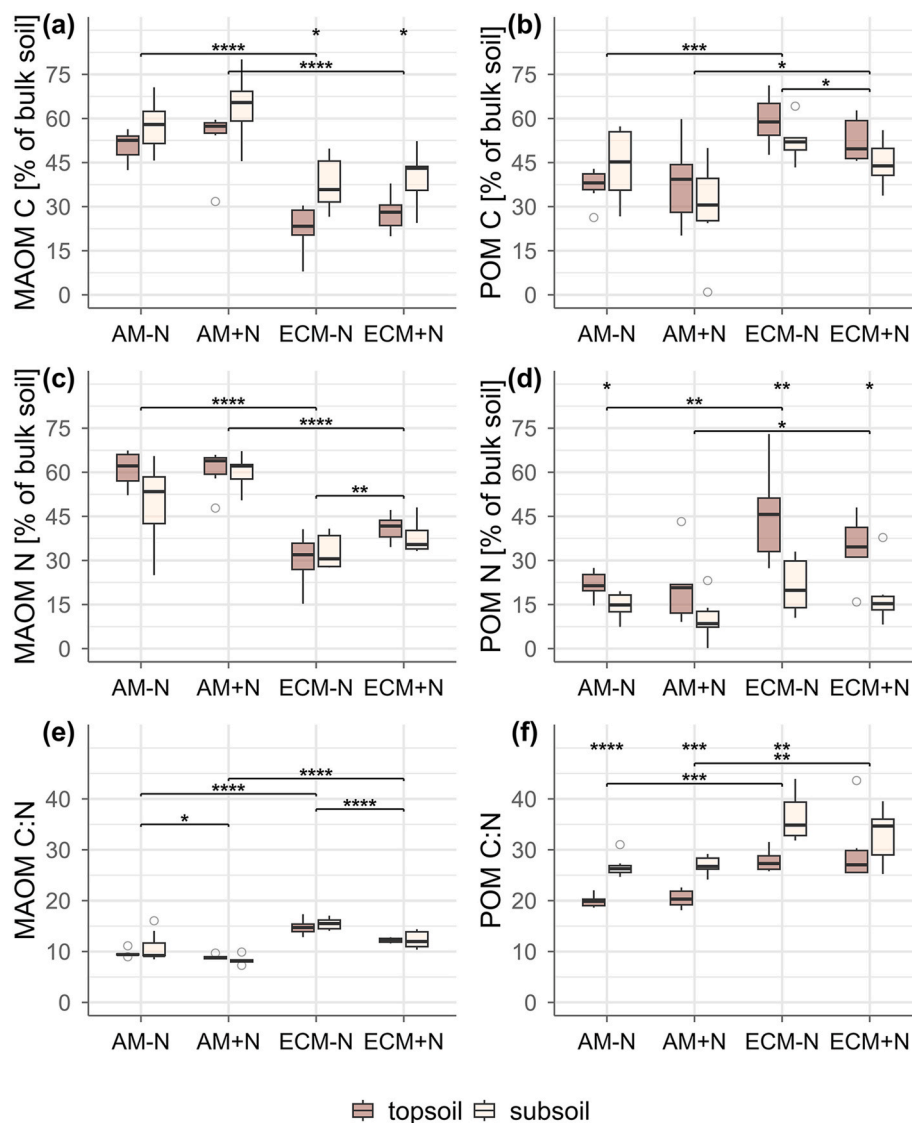 (a)
MAOM C [% of bulk soil]
75
60
45
30
15
0
****
*
*
****
AM-N AM+N ECM-N ECM+N
(b)
POM C [% of bulk soil]
75
60
45
30
15
0
***
*
*
AM-N AM+N ECM-N ECM+N
(c)
MAOM N [% of bulk soil]
75
60
45
30
15
0
****
****
**
AM-N AM+N ECM-N ECM+N
(d)
POM N [% of bulk soil]
75
60
45
30
15
0
* ** *
**
*
AM-N AM+N ECM-N ECM+N
(e)
MAOM C:N
40
30
20
10
0
****
****
****
*
AM-N AM+N ECM-N ECM+N
(f)
POM C:N
40
30
20
10
0
**** *** **
**
***
AM-N AM+N ECM-N ECM+N
topsoil subsoil